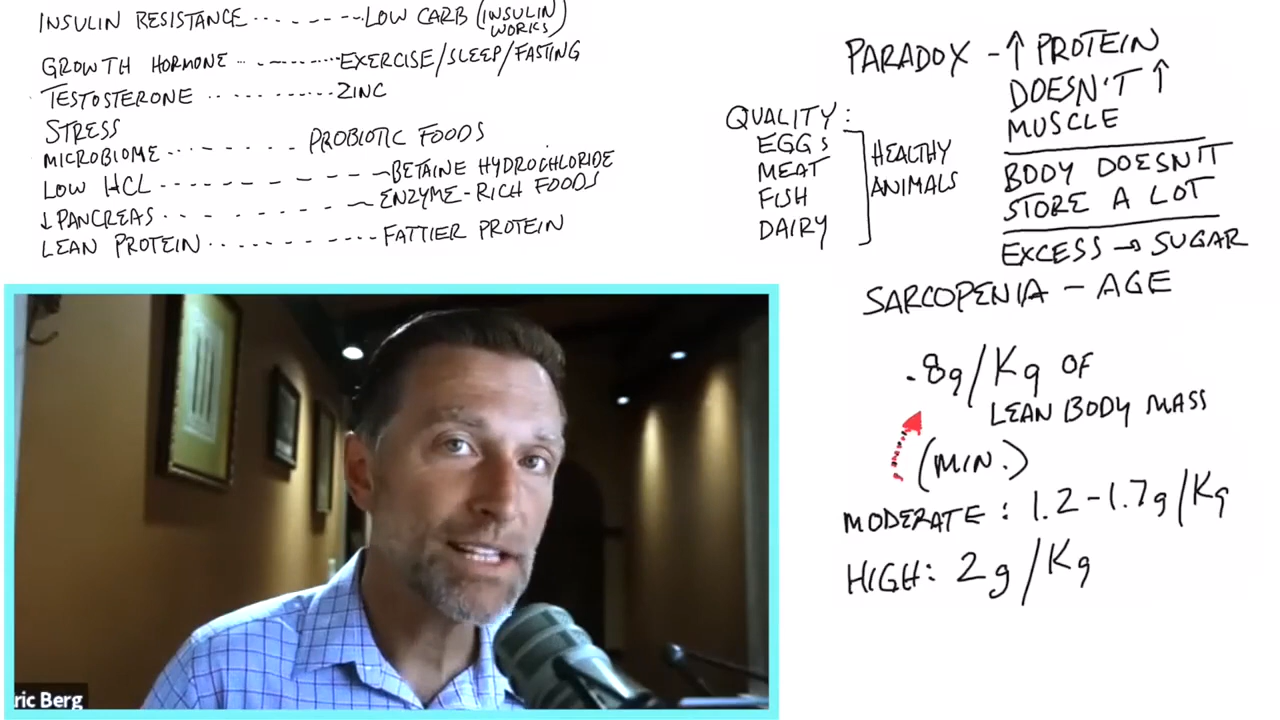 INSULIN RESISTANCE ········---LOW CARB (INSULIN WORKS)
GROWTH HORMONE ··-·······EXERCISE/SLEEP/FASTING
TESTOSTERONE ·········---ZINC
STRESS
MICROBIOME --········ PROBIOTIC FOODS
LOW HCL ------------ BETAINE HYDROCHLORIDE
↓PANCREAS ········-- ENZYME-RICH FOODS
LEAN PROTEIN ········---- FATTIER PROTEIN
PARADOX - ↑ PROTEIN
DOESN'T ↑
MUSCLE
BODY DOESN'T
STORE A LOT
EXCESS → SUGAR
QUALITY:
EGGS
MEAT
FISH
DAIRY
HEALTHY
ANIMALS
SARCOPENIA - AGE
.8g/Kg OF
LEAN BODY MASS
(MIN.)
MODERATE: 1.2-1.7g/Kg
HIGH: 2g/Kg
ric Berg